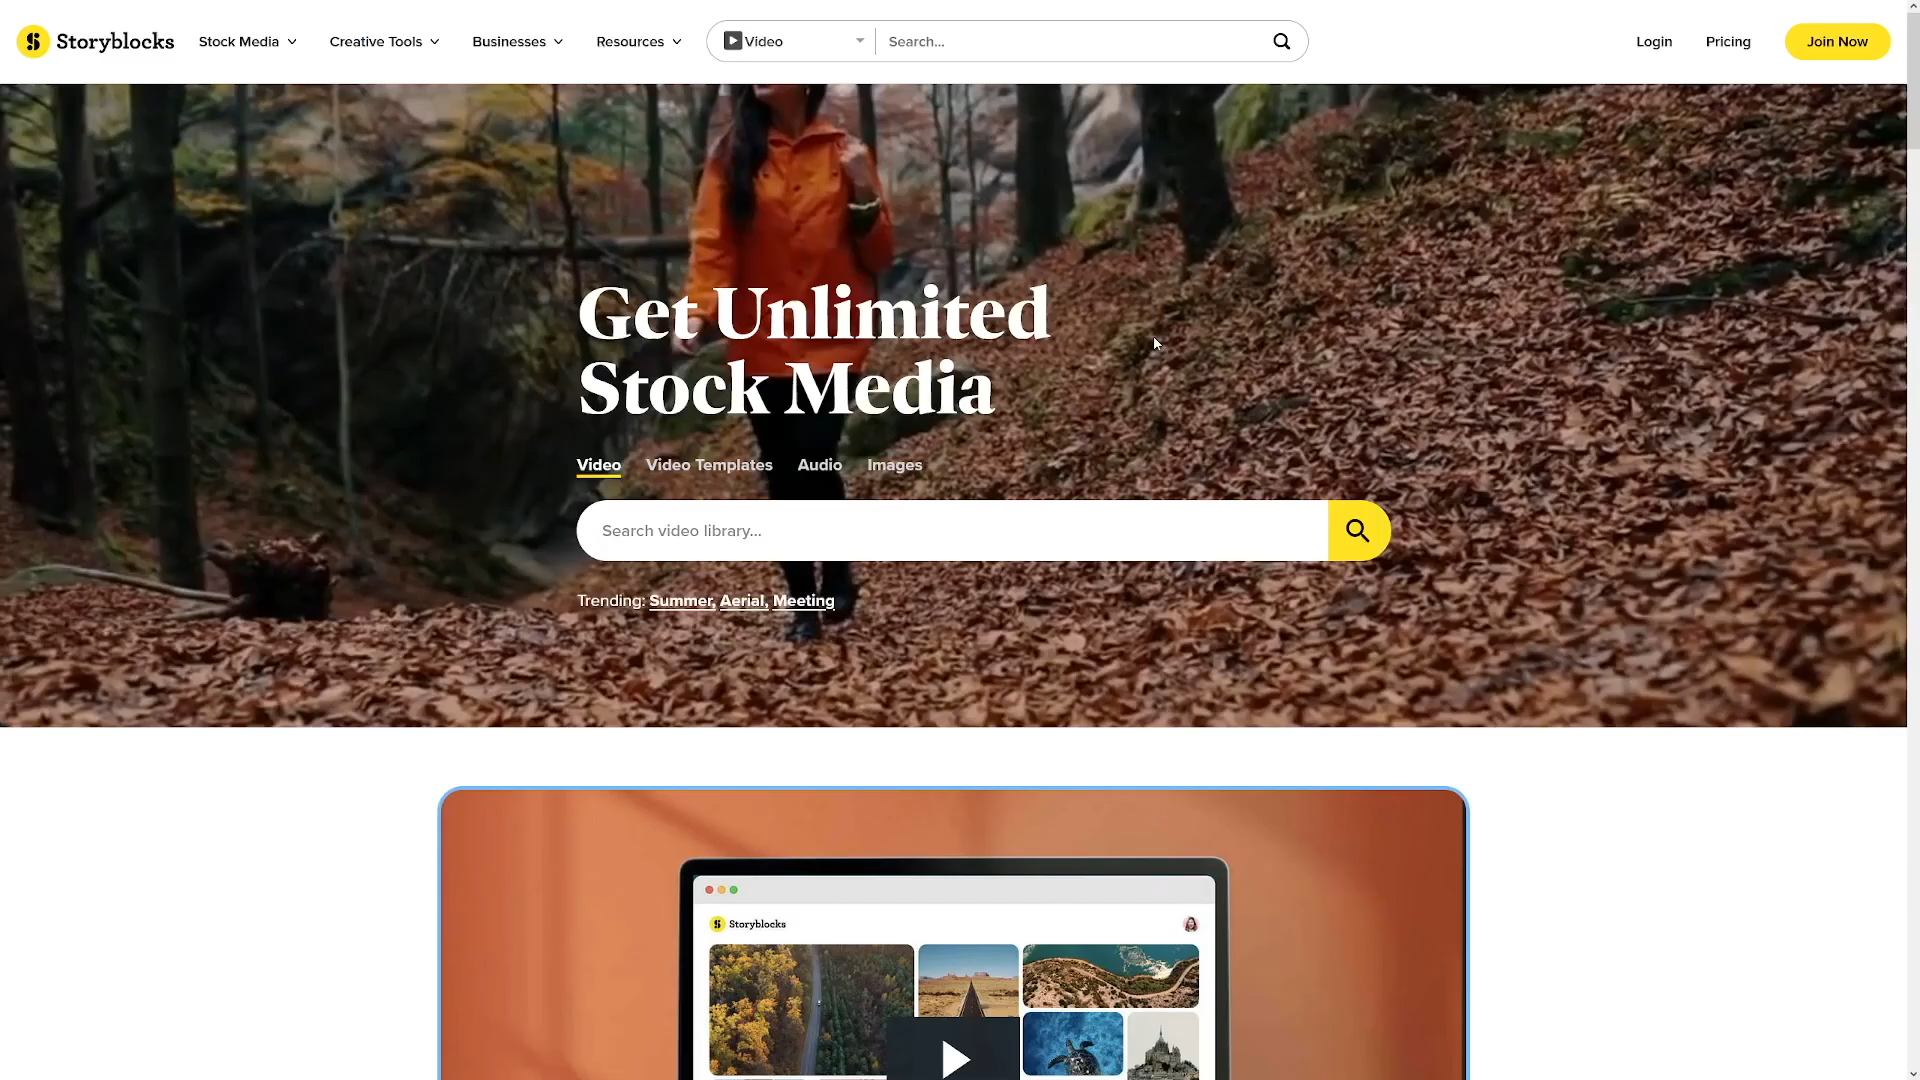 Storyblocks
Stock Media
Creative Tools
Businesses
Resources
Video
Search...
Login
Pricing
Join Now
Get Unlimited
Stock Media
Video
Video Templates
Audio
Images
Search video library...
Trending: Summer, Aerial, Meeting
Storyblocks